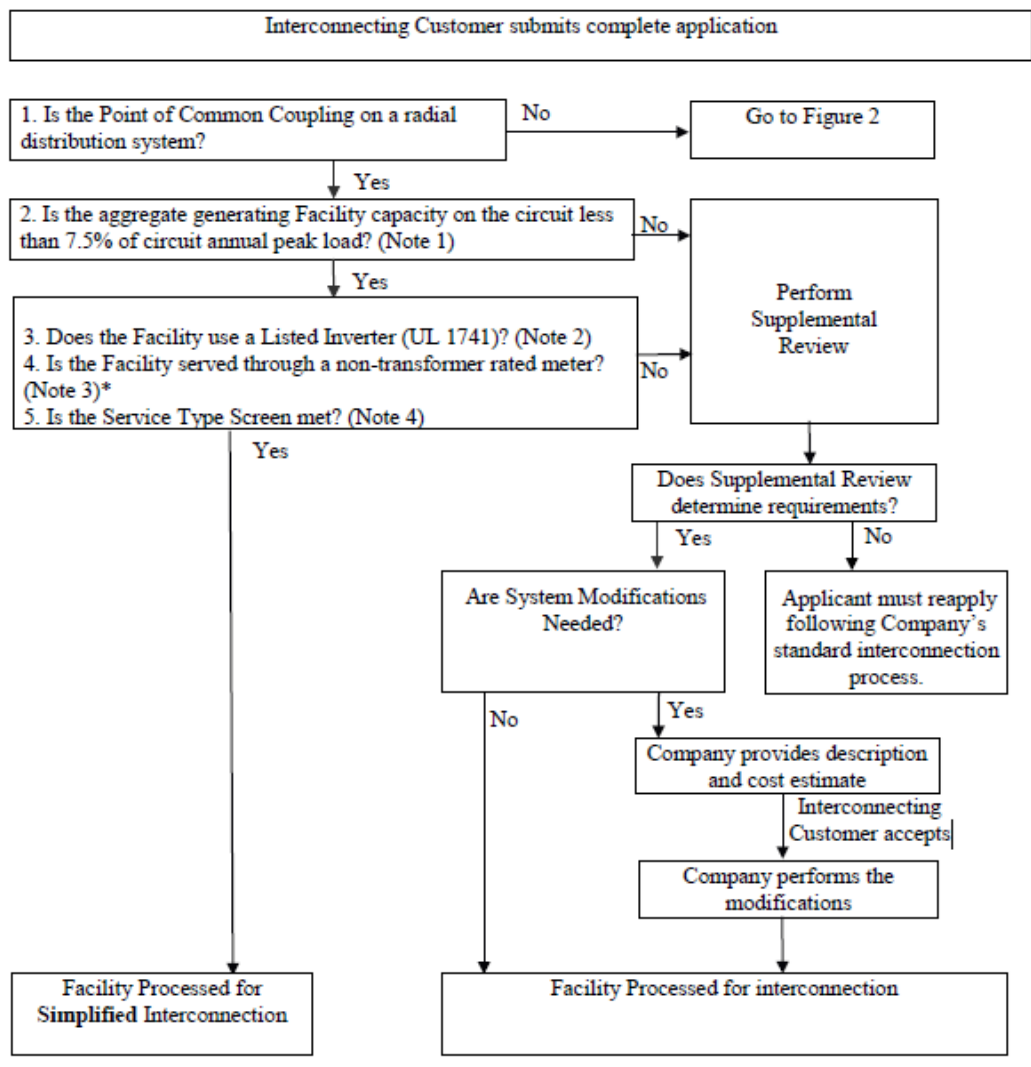 Interconnecting Customer submits complete application
1. Is the Point of Common Coupling on a radial
distribution system?
No
Go to Figure 2
Yes
2. Is the aggregate generating Facility capacity on the circuit less
than 7.5% of circuit annual peak load? (Note 1)
No
Perform
Supplemental
Review
Yes
3. Does the Facility use a Listed Inverter (UL 1741)? (Note 2)
4. Is the Facility served through a non-transformer rated meter?
(Note 3)*
5. Is the Service Type Screen met? (Note 4)
No
Yes
Does Supplemental Review
determine requirements?
Yes
No
Are System Modifications
Needed?
Applicant must reapply
following Company’s
standard interconnection
process.
No
Yes
Company provides description
and cost estimate
Interconnecting
Customer accepts
Company performs the
modifications
Facility Processed for
Simplified Interconnection
Facility Processed for interconnection